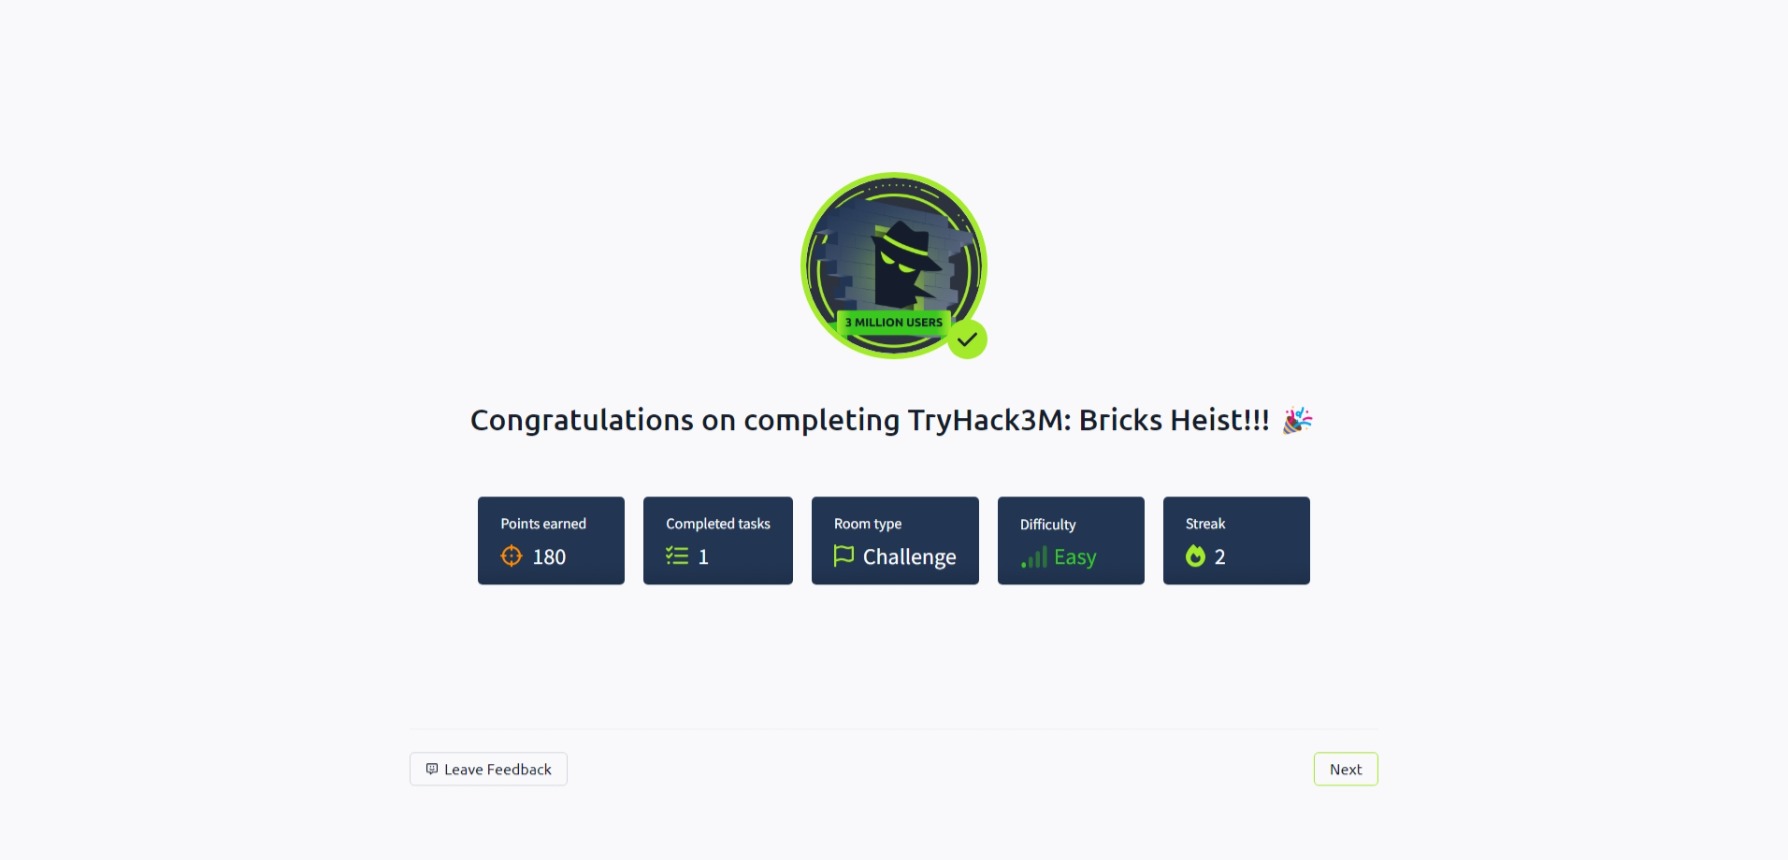 3 MILLION USERS
Congratulations on completing TryHack3M: Bricks Heist!!! 🎉
Points earned
180
Completed tasks
1
Room type
Challenge
Difficulty
Easy
Streak
2
Leave Feedback
Next